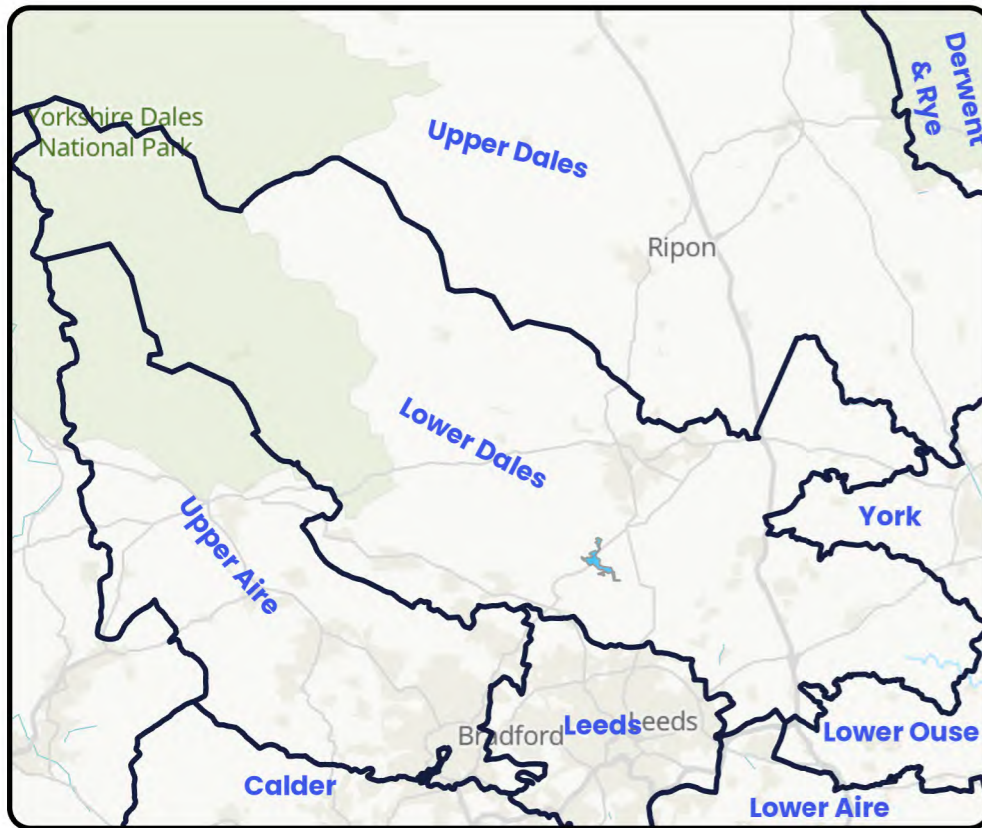 Derwent
& Rye
Yorkshire Dales
National Park
Upper Dales
Ripon
Lower Dales
Upper Aire
York
Bradford
Leeds
Leeds
Lower Ouse
Calder
Lower Aire